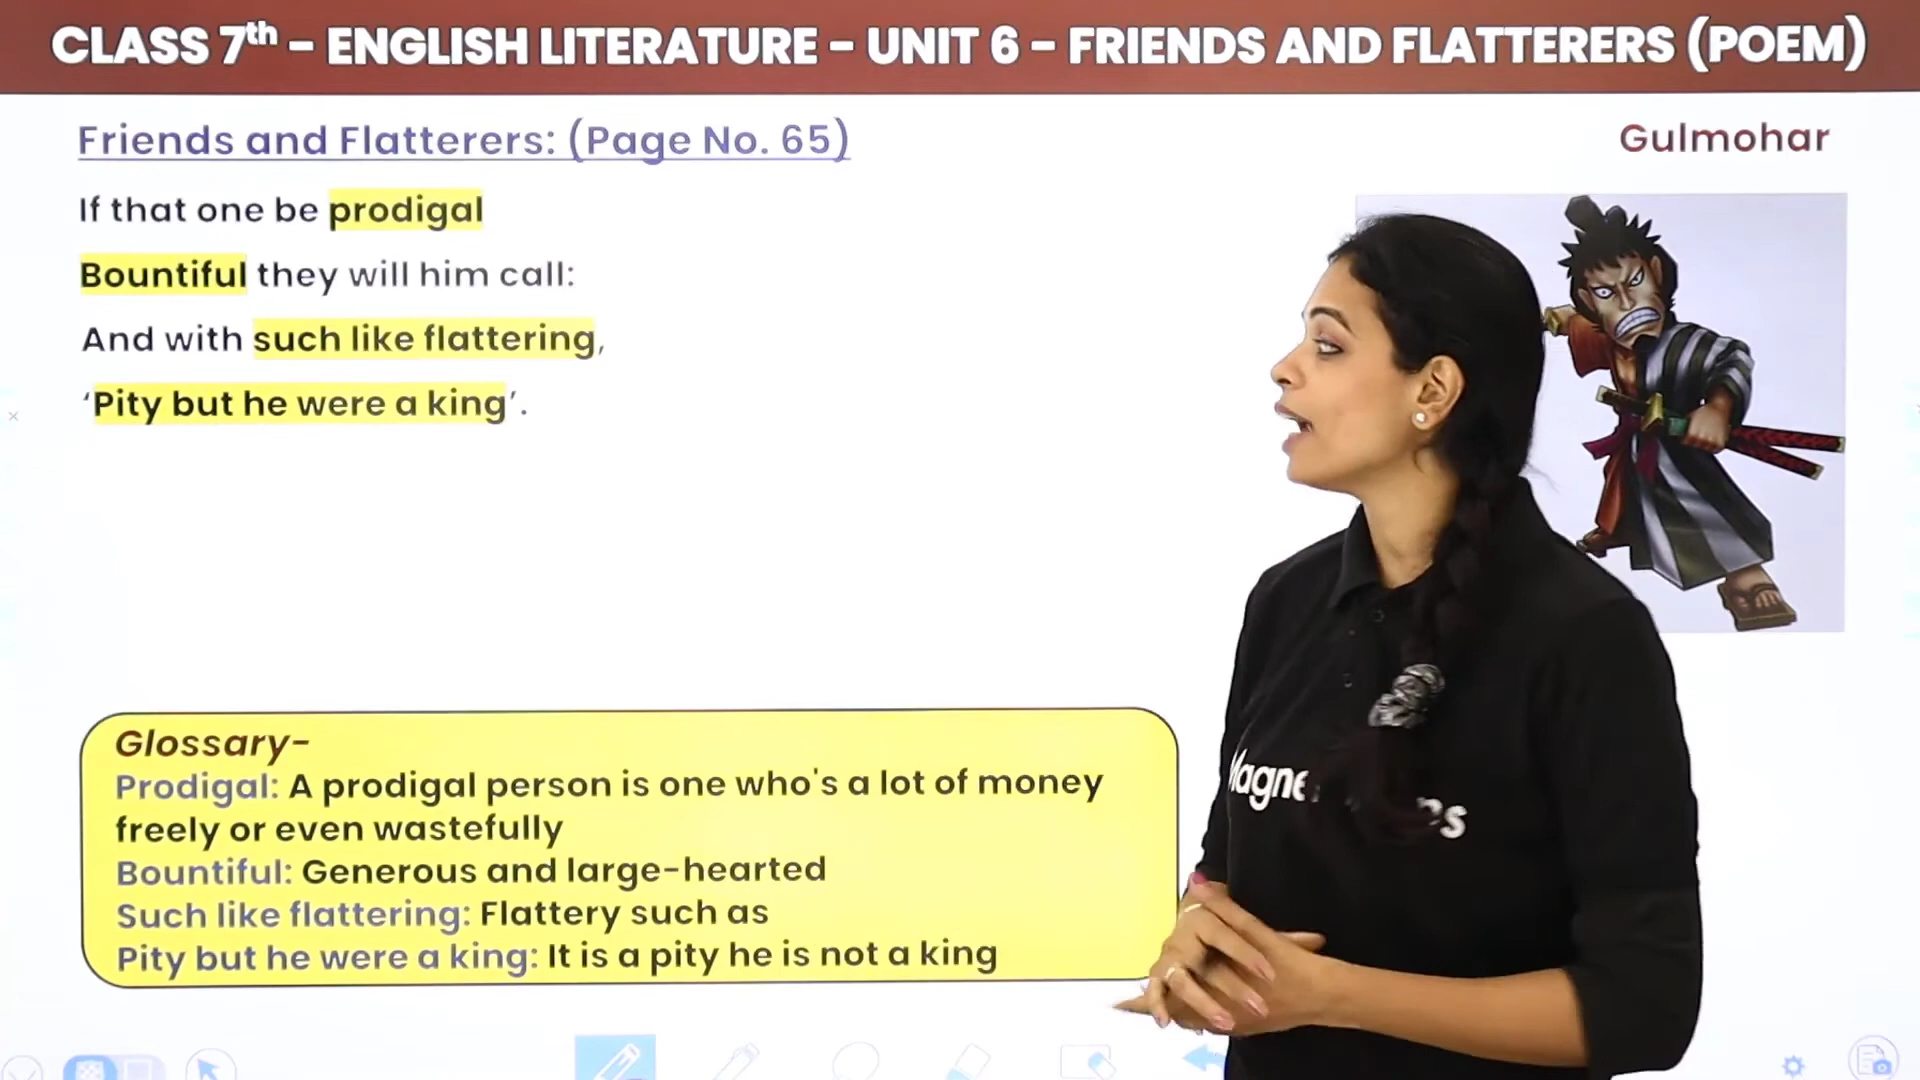 CLASS 7th – ENGLISH LITERATURE – UNIT 6 – FRIENDS AND FLATTERERS (POEM)
Friends and Flatterers: (Page No. 65)
Gulmohar
If that one be prodigal
Bountiful they will him call:
And with such like flattering,
‘Pity but he were a king’.
Glossary-
Prodigal: A prodigal person is one who's a lot of money
freely or even wastefully
Bountiful: Generous and large-hearted
Such like flattering: Flattery such as
Pity but he were a king: It is a pity he is not a king